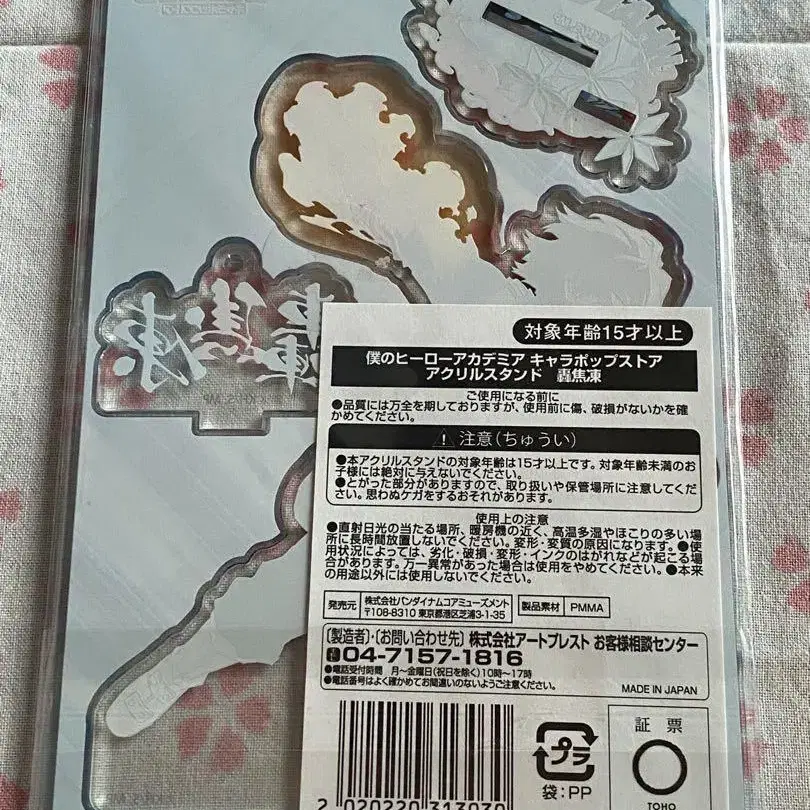 対象年齢15才以上
僕のヒーローアカデミア キャラポップストア
アクリルスタンド 轟焦凍
ご使用になる前に
●品質には万全を期しておりますが、使用前に傷、破損がないかを確
かめてください。
⚠ 注意(ちゅうい)
●本アクリルスタンドの対象年齢は15才以上です。対象年齢未満のお
子様には絶対に与えないでください。
●とがった部分がありますので、取り扱いや保管場所に注意してくだ
さい。思わぬケガをするおそれがあります。
使用上の注意
●直射日光の当たる場所、暖房機の近く、高温多湿やほこりの多い場
所に長時間放置しないでください。変形・変質の原因になります。●使
用状況によっては、劣化・破損・変形・インクのはがれなどが起こる場
合があります。万一異常があった場合は使用をやめてください。●本来
の用途以外には使用しないでください。
発売元 株式会社バンダイナムコアミューズメント
〒108-8310 東京都港区芝浦3-1-35
製品素材 PMMA
〔製造者〕・〔お問い合わせ先〕 株式会社アートプレスト お客様相談センター
04-7157-1816
●電話受付時間 月〜金曜日(祝日を除く)10時〜17時
●電話番号はよく確かめてお間違いのないようご注意ください。
MADE IN JAPAN
プラ
袋:PP
証票
TOHO
2 020220 313030
轟焦凍